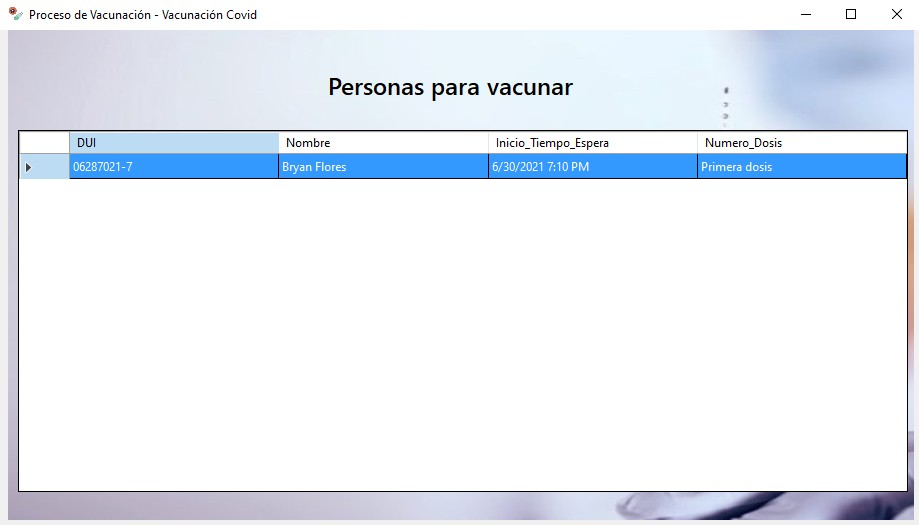 Proceso de Vacunación - Vacunación Covid
Personas para vacunar
DUI Nombre Inicio_Tiempo_Espera Numero_Dosis
06287021-7 Bryan Flores 6/30/2021 7:10 PM Primera dosis